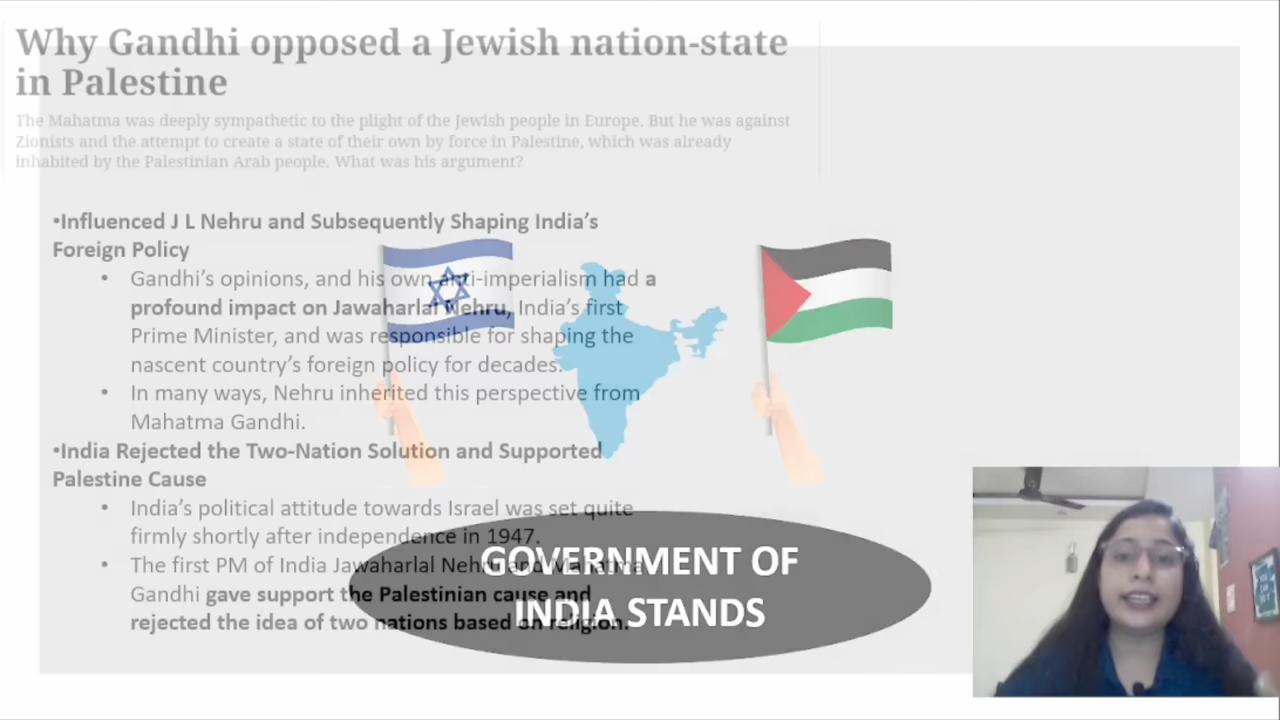 Why Gandhi opposed a Jewish nation-state
in Palestine
The Mahatma was deeply sympathetic to the plight of the Jewish people in Europe. But he was against
Zionists and the attempt to create a state of their own by force in Palestine, which was already
inhabited by the Palestinian Arab people. What was his argument?
•Influenced J L Nehru and Subsequently Shaping India's
Foreign Policy
• Gandhi's opinions, and his own anti-imperialism had a
profound impact on Jawaharlal Nehru, India's first
Prime Minister, and was responsible for shaping the
nascent country's foreign policy for decades.
• In many ways, Nehru inherited this perspective from
Mahatma Gandhi.
•India Rejected the Two-Nation Solution and Supported
Palestine Cause
• India's political attitude towards Israel was set quite
firmly shortly after independence in 1947.
• The first PM of India Jawaharlal Nehru and Mahatma
Gandhi gave support the Palestinian cause and
rejected the idea of two nations based on religion.
GOVERNMENT OF
INDIA STANDS